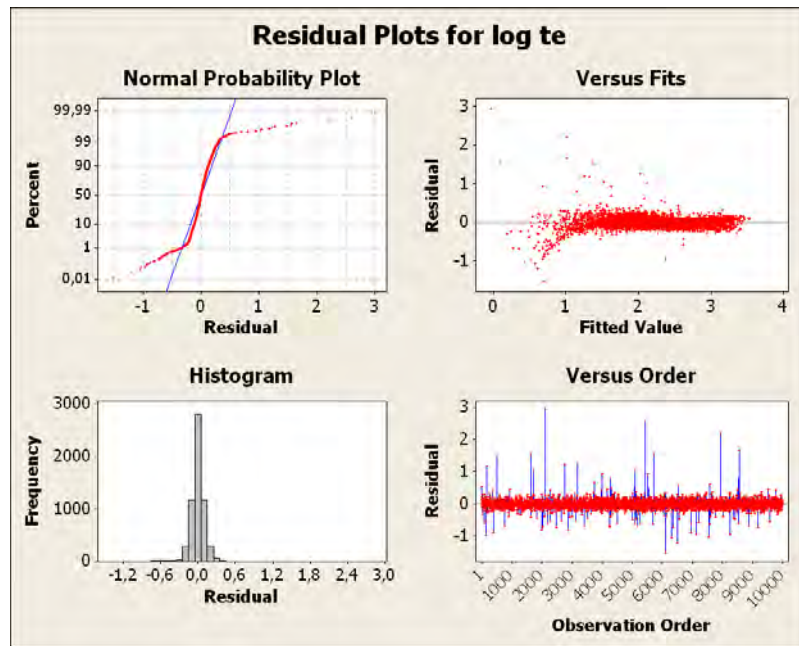 Residual Plots for log te
Normal Probability Plot
99,99
99
90
50
10
1
0,01
Percent
-1 0 1 2 3
Residual
Versus Fits
3
2
1
0
-1
Residual
0 1 2 3 4
Fitted Value
Histogram
3000
2000
1000
0
Frequency
-1,2 -0,6 0,0 0,6 1,2 1,8 2,4 3,0
Residual
Versus Order
3
2
1
0
-1
Residual
1 1000 2000 3000 4000 5000 6000 7000 8000 9000 10000
Observation Order